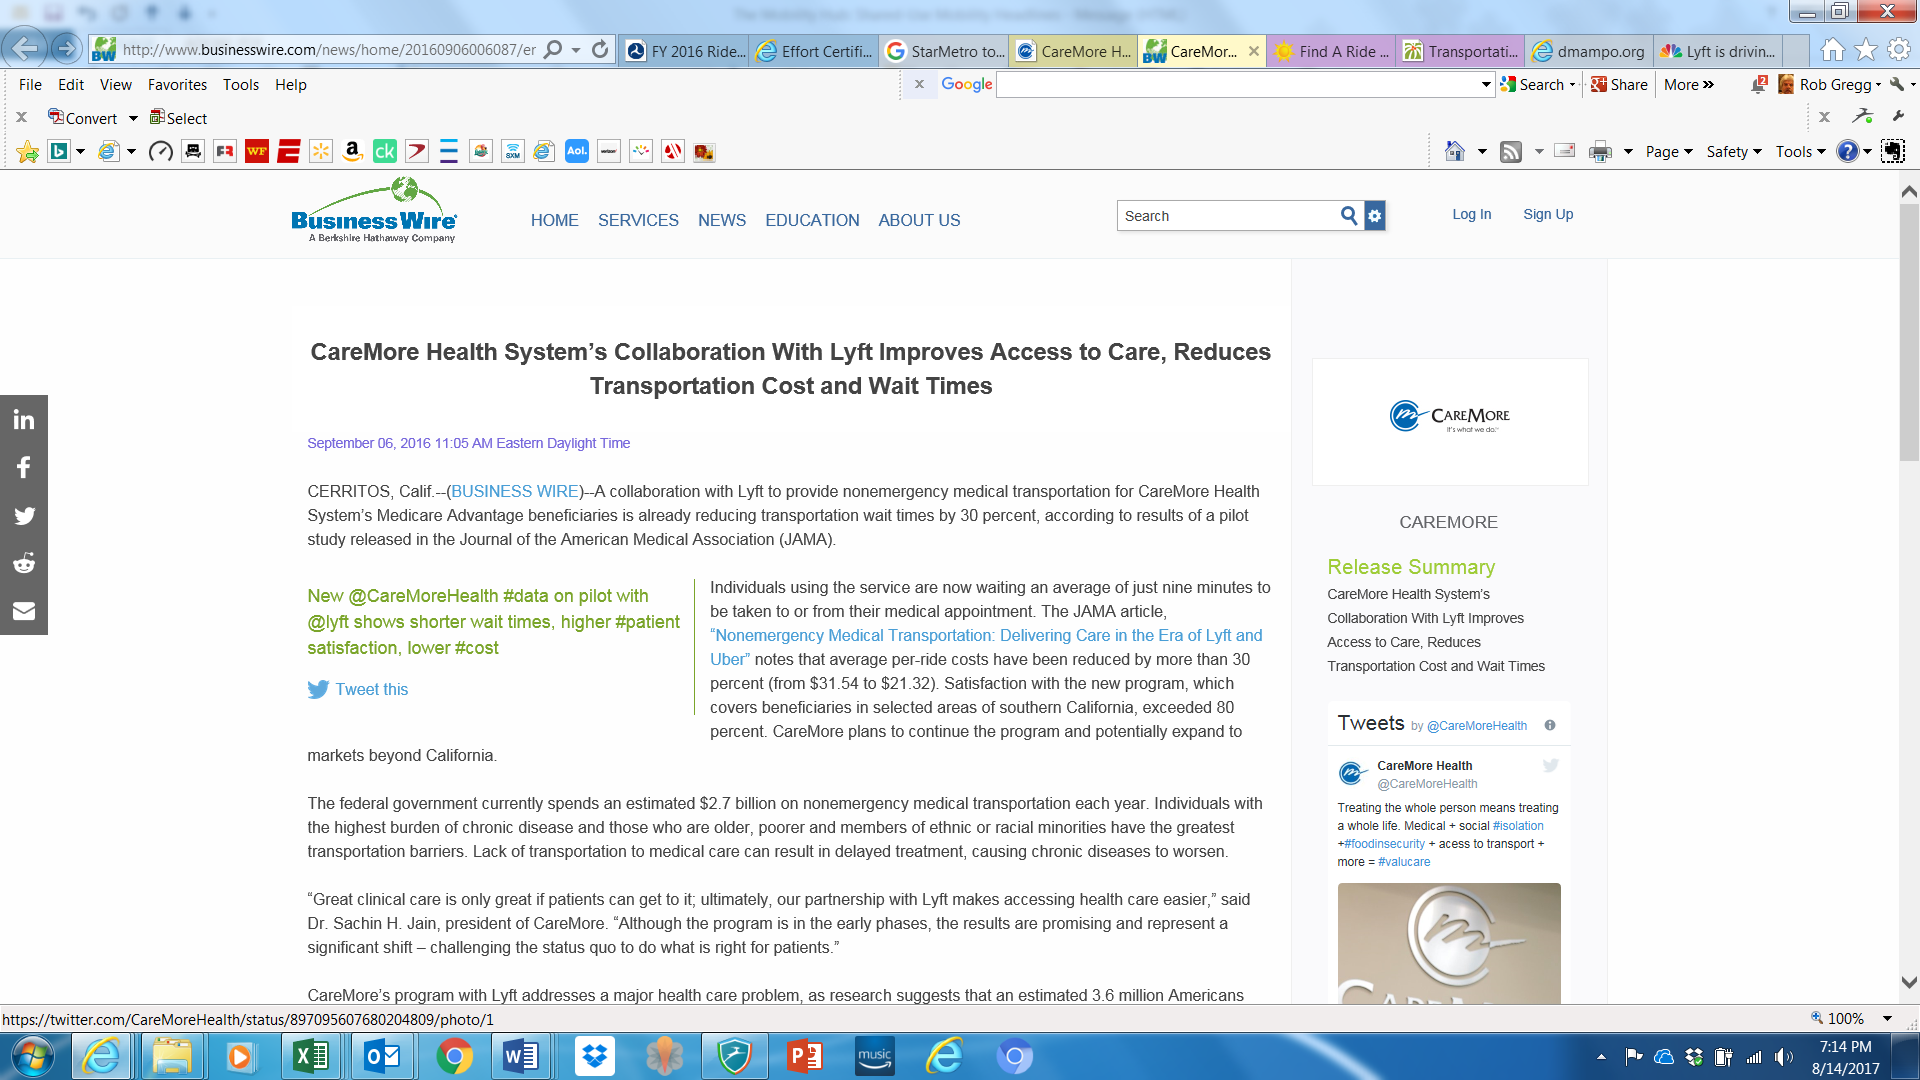 http://www.businesswire.com/news/home/20160906006087/er
FY 2016 Ride...
Effort Certifi...
StarMetro to...
CareMore H...
CareMor...
Find A Ride ...
Transportati...
dmampo.org
Lyft is drivin...
File Edit View Favorites Tools Help
x Google Search Share More » 2 Rob Gregg
x Convert Select x
Page Safety Tools
BUSINESS WIRE
A Berkshire Hathaway Company
HOME SERVICES NEWS EDUCATION ABOUT US
Search
Log In Sign Up
CareMore Health System’s Collaboration With Lyft Improves Access to Care, Reduces
Transportation Cost and Wait Times
September 06, 2016 11:05 AM Eastern Daylight Time
CERRITOS, Calif.--(BUSINESS WIRE)--A collaboration with Lyft to provide nonemergency medical transportation for CareMore Health
System’s Medicare Advantage beneficiaries is already reducing transportation wait times by 30 percent, according to results of a pilot
study released in the Journal of the American Medical Association (JAMA).
New @CareMoreHealth #data on pilot with
@lyft shows shorter wait times, higher #patient
satisfaction, lower #cost
Tweet this
Individuals using the service are now waiting an average of just nine minutes to
be taken to or from their medical appointment. The JAMA article,
“Nonemergency Medical Transportation: Delivering Care in the Era of Lyft and
Uber” notes that average per-ride costs have been reduced by more than 30
percent (from $31.54 to $21.32). Satisfaction with the new program, which
covers beneficiaries in selected areas of southern California, exceeded 80
percent. CareMore plans to continue the program and potentially expand to
markets beyond California.
The federal government currently spends an estimated $2.7 billion on nonemergency medical transportation each year. Individuals with
the highest burden of chronic disease and those who are older, poorer and members of ethnic or racial minorities have the greatest
transportation barriers. Lack of transportation to medical care can result in delayed treatment, causing chronic diseases to worsen.
“Great clinical care is only great if patients can get to it; ultimately, our partnership with Lyft makes accessing health care easier,” said
Dr. Sachin H. Jain, president of CareMore. “Although the program is in the early phases, the results are promising and represent a
significant shift – challenging the status quo to do what is right for patients.”
CareMore’s program with Lyft addresses a major health care problem, as research suggests that an estimated 3.6 million Americans
CAREMORE
It's what we do.
CAREMORE
Release Summary
CareMore Health System’s
Collaboration With Lyft Improves
Access to Care, Reduces
Transportation Cost and Wait Times
Tweets by @CareMoreHealth
CareMore Health
@CareMoreHealth
Treating the whole person means treating
a whole life. Medical + social #isolation
+#foodinsecurity + acess to transport +
more = #valucare
https://twitter.com/CareMoreHealth/status/897095607680204809/photo/1
100%
music
7:14 PM
8/14/2017